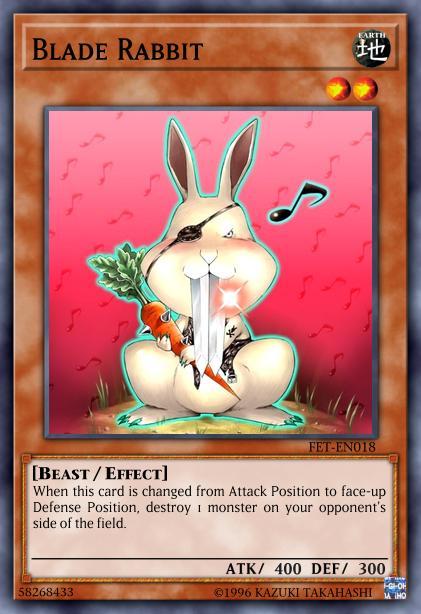 BLADE RABBIT
EARTH
地
FET-EN018
[BEAST / EFFECT]
When this card is changed from Attack Position to face-up
Defense Position, destroy 1 monster on your opponent's
side of the field.
ATK/ 400 DEF/ 300
58268433
©1996 KAZUKI TAKAHASHI